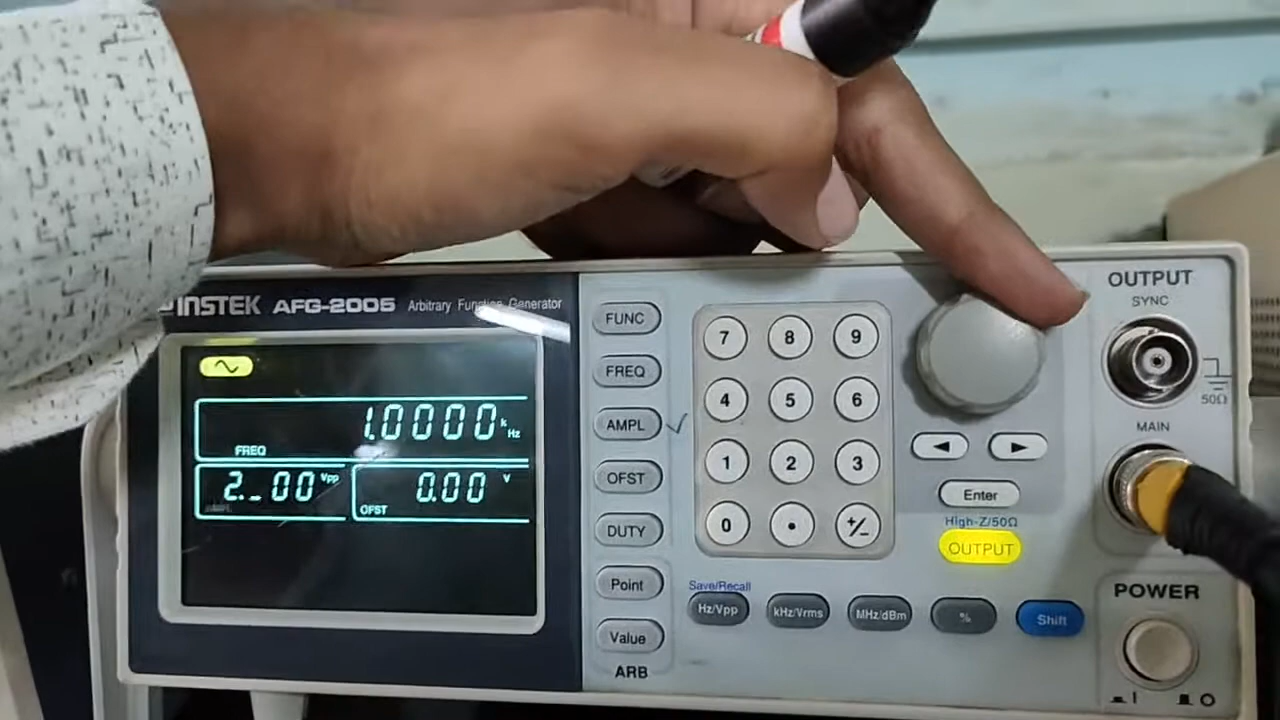 INSTEK AFG-2005 Arbitrary Function Generator
1.0000 k Hz
FREQ
2._00 Vpp
0.00 V
OFST
FUNC
FREQ
AMPL
OFST
DUTY
Point
Value
ARB
7 8 9
4 5 6
1 2 3
0 • +/-
Enter
High-Z/50Ω
OUTPUT
Save/Recall
Hz/Vpp kHz/Vrms MHz/dBm % Shift
OUTPUT
SYNC
50Ω
MAIN
POWER
I O